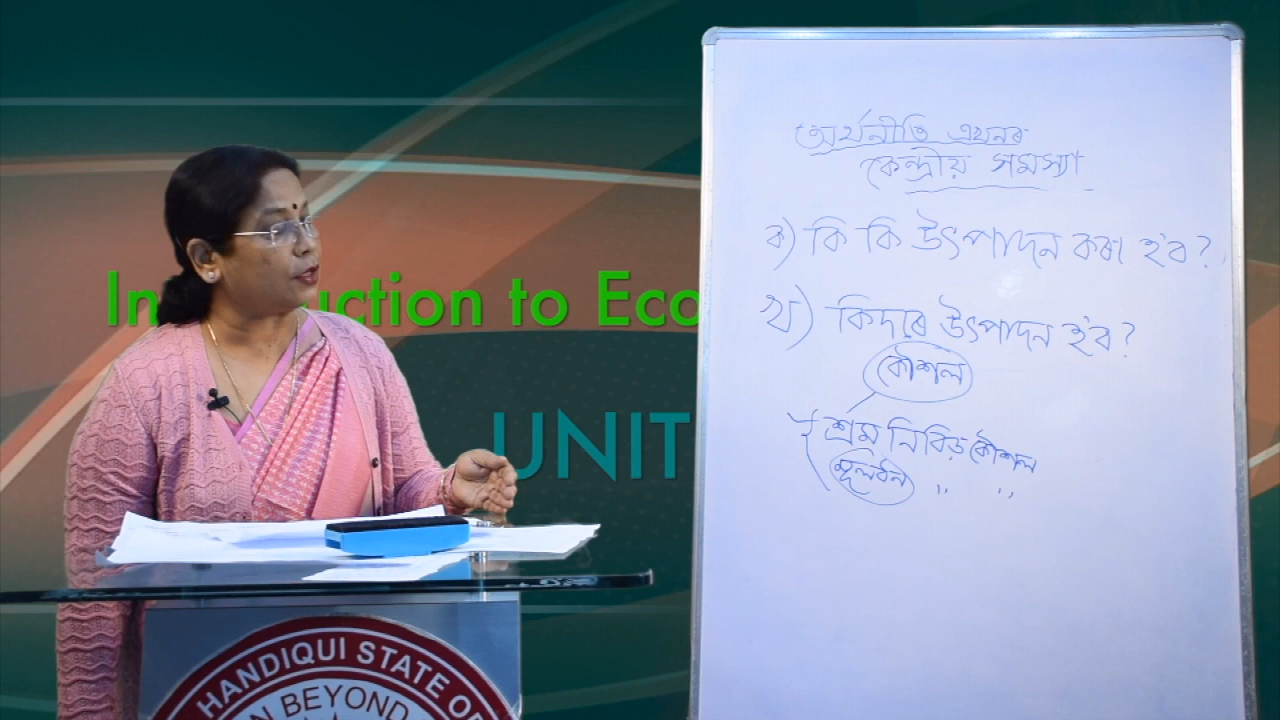 অৰ্থনীতি এখনৰ
কেন্দ্ৰীয় সমস্যা
ক) কি কি উৎপাদন কৰা হ'ব?
খ) কিদৰে উৎপাদন হ'ব?
কৌশল
শ্ৰম নিবিড় কৌশল
মূলধন " "
to Eco
UNIT
HANDIQUI STATE
BEYOND